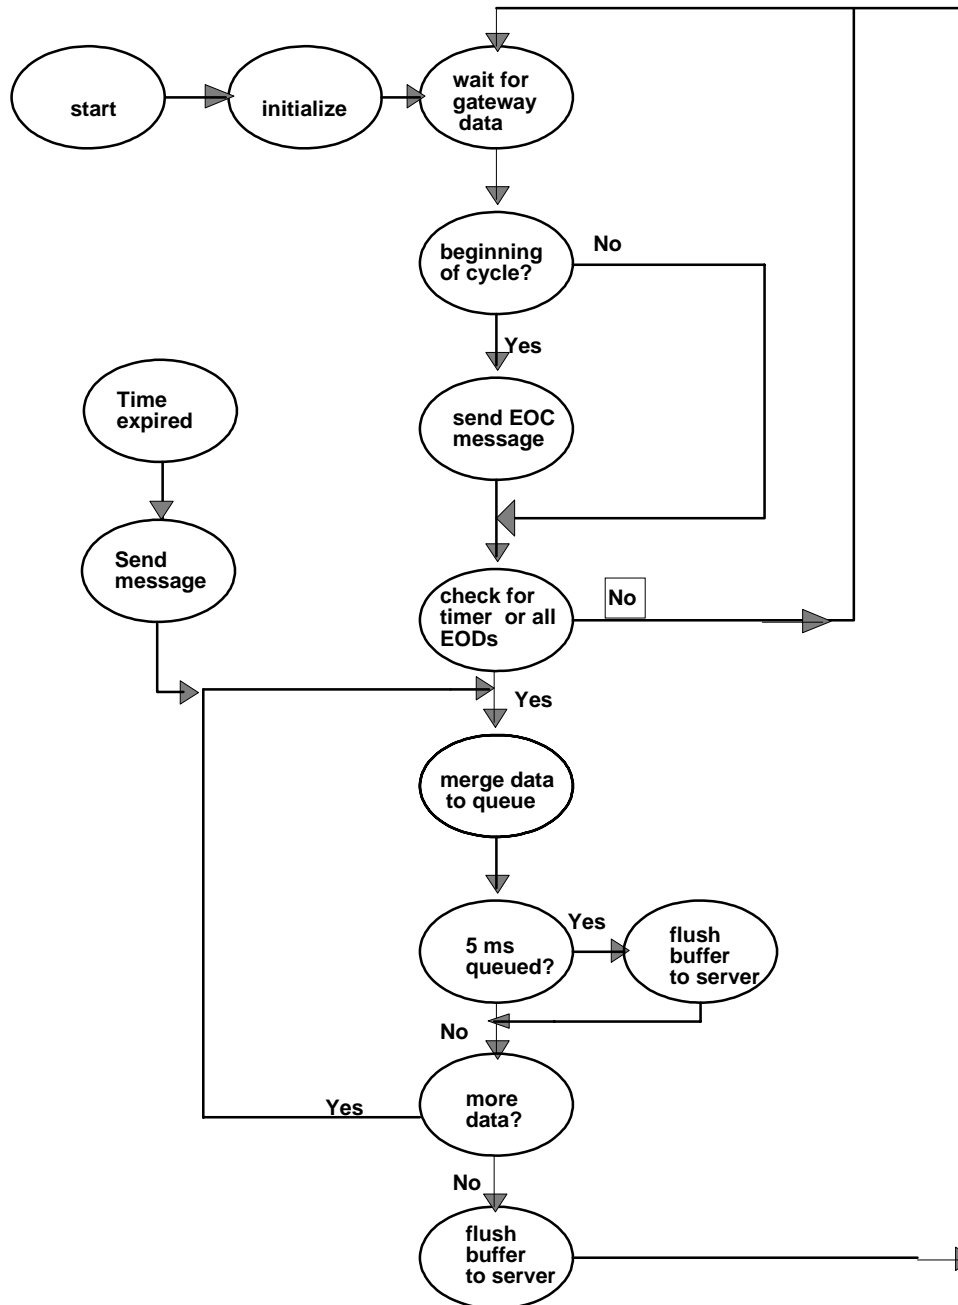 start
initialize
wait for
gateway
data
beginning
of cycle?
No
Yes
send EOC
message
Time
expired
Send
message
check for
timer or all
EODs
No
Yes
merge data
to queue
5 ms
queued?
Yes
flush
buffer
to server
No
more
data?
Yes
No
flush
buffer
to server